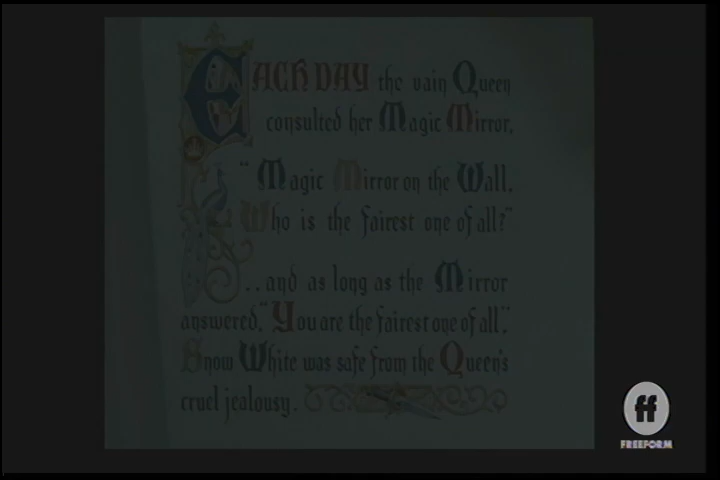 EACH DAY the vain Queen
consulted her Magic Mirror,
"Magic Mirror on the Wall,
Who is the fairest one of all?"
..and as long as the Mirror
answered, "You are the fairest one of all",
Snow White was safe from the Queen's
cruel jealousy.
ff
FREEFORM